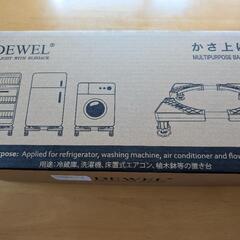 DEWEL®
LIGHT WITH
かさ上げ
MULTIPURPOSE BA
pose: Applied for refrigerator, washing machine, air conditioner and flow
用途:冷蔵庫、洗濯機、床置式エアコン、植木鉢等の置き台
DEWEL